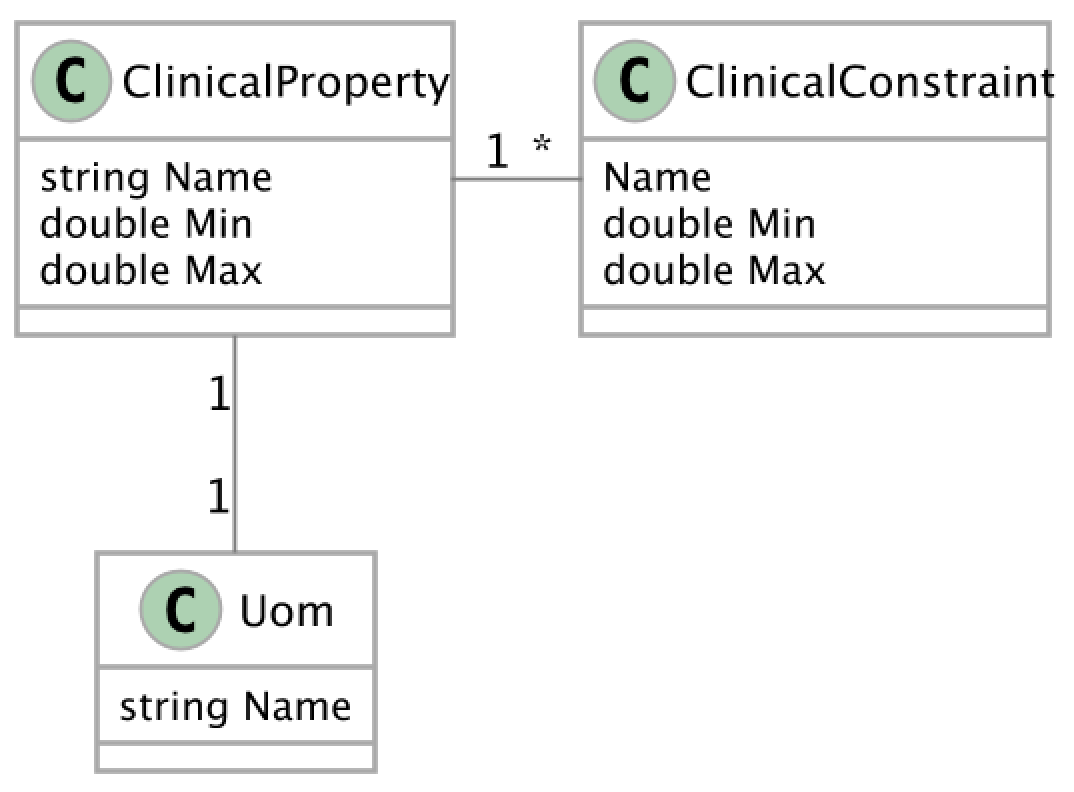 C ClinicalProperty
string Name
double Min
double Max
1 *
C ClinicalConstraint
Name
double Min
double Max
1
1
C Uom
string Name